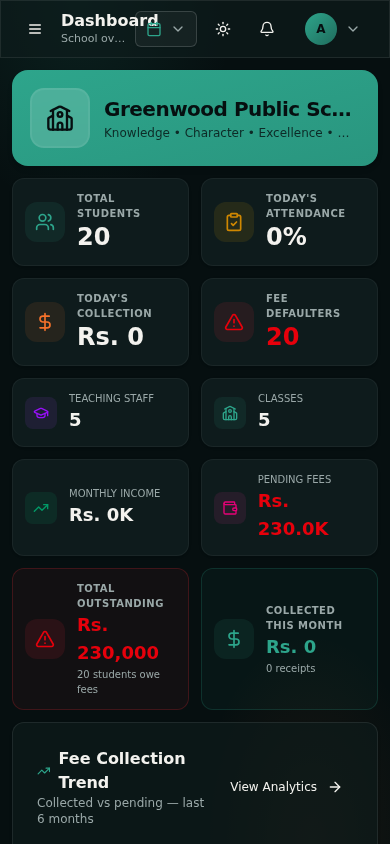 Dashboard
School ov...
A
Greenwood Public Sc...
Knowledge • Character • Excellence • ...
TOTAL
STUDENTS
20
TODAY'S
ATTENDANCE
0%
TODAY'S
COLLECTION
Rs. 0
FEE
DEFAULTERS
20
TEACHING STAFF
5
CLASSES
5
MONTHLY INCOME
Rs. 0K
PENDING FEES
Rs.
230.0K
TOTAL
OUTSTANDING
Rs.
230,000
20 students owe
fees
COLLECTED
THIS MONTH
Rs. 0
0 receipts
Fee Collection
Trend
Collected vs pending — last
6 months
View Analytics